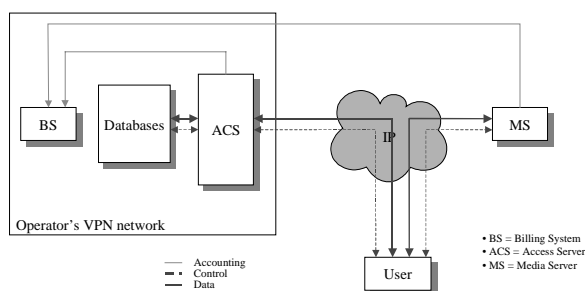 BS
Databases
ACS
IP
MS
Operator's VPN network
• BS = Billing System
• ACS = Access Server
• MS = Media Server
Accounting
Control
Data
User